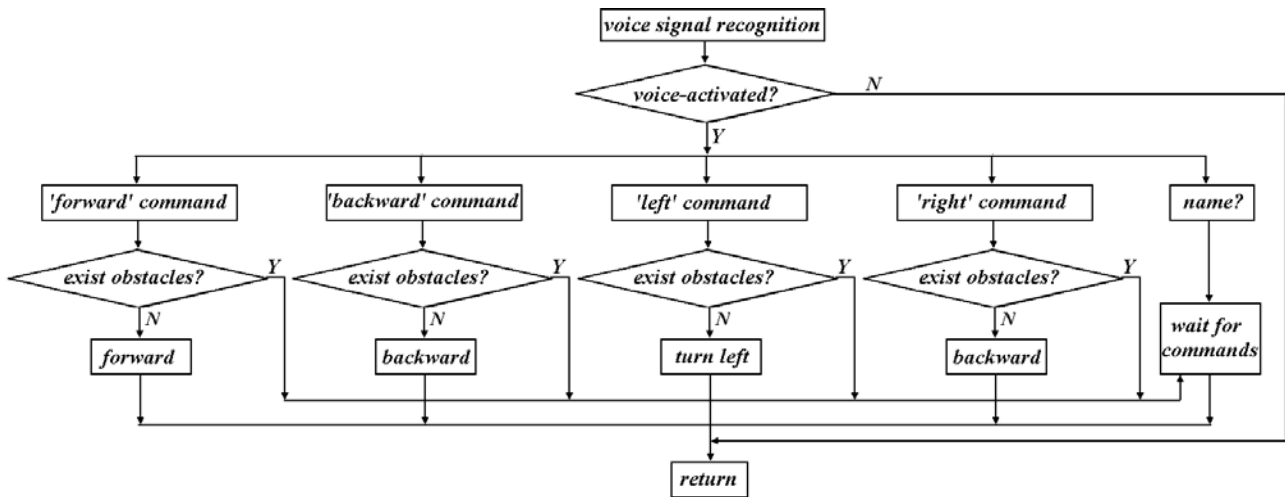 voice signal recognition
voice-activated?
N
Y
'forward' command
'backward' command
'left' command
'right' command
name?
exist obstacles?
Y
exist obstacles?
Y
exist obstacles?
Y
exist obstacles?
Y
N
N
N
N
wait for
commands
forward
backward
turn left
backward
return